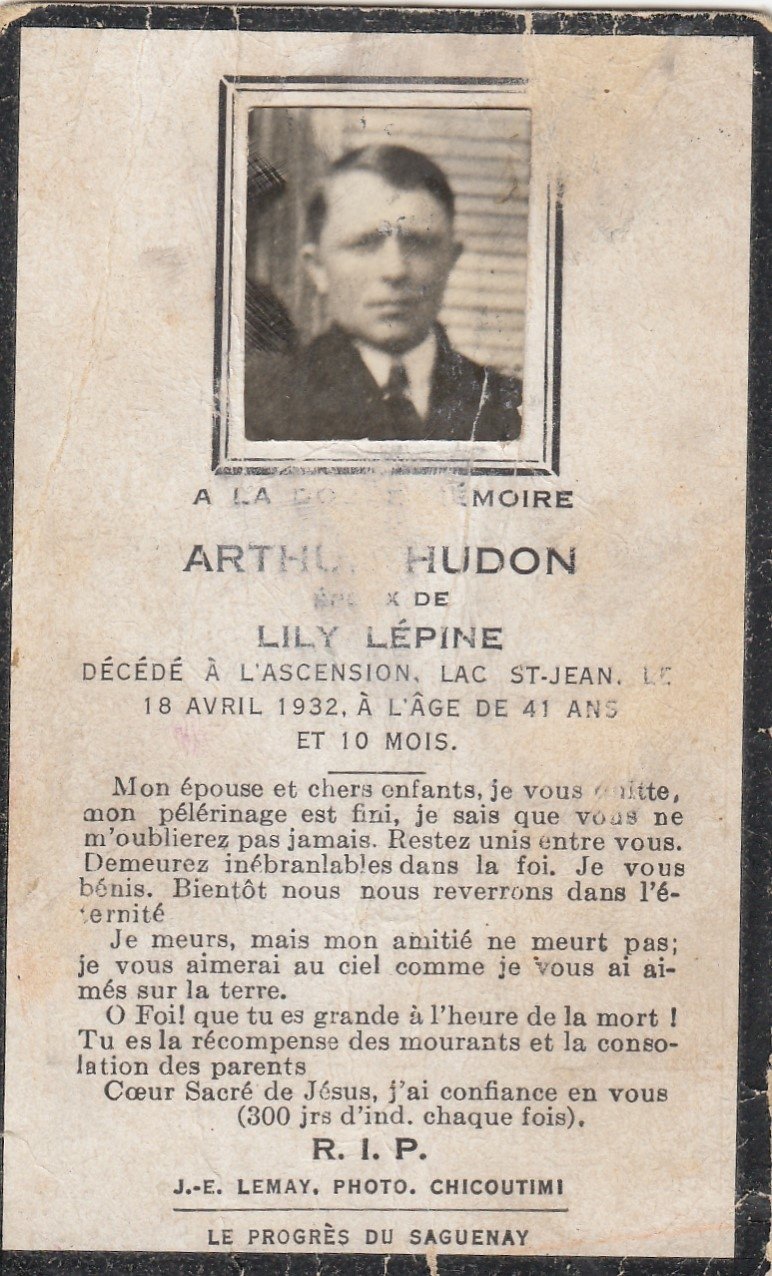 A LA DOUCE MÉMOIRE
ARTHUR HUDON
ÉPOUX DE
LILY LÉPINE
DÉCÉDÉ À L'ASCENSION, LAC ST-JEAN, LE
18 AVRIL 1932, À L'ÂGE DE 41 ANS
ET 10 MOIS.
Mon épouse et chers enfants, je vous quitte,
mon pélérinage est fini, je sais que vous ne
m'oublierez pas jamais. Restez unis entre vous.
Demeurez inébranlables dans la foi. Je vous
bénis. Bientôt nous nous reverrons dans l'é-
ternité
Je meurs, mais mon amitié ne meurt pas;
je vous aimerai au ciel comme je vous ai ai-
més sur la terre.
O Foi! que tu es grande à l'heure de la mort !
Tu es la récompense des mourants et la conso-
lation des parents
Cœur Sacré de Jésus, j'ai confiance en vous
(300 jrs d'ind. chaque fois).
R. I. P.
J.-E. LEMAY, PHOTO. CHICOUTIMI
LE PROGRÈS DU SAGUENAY